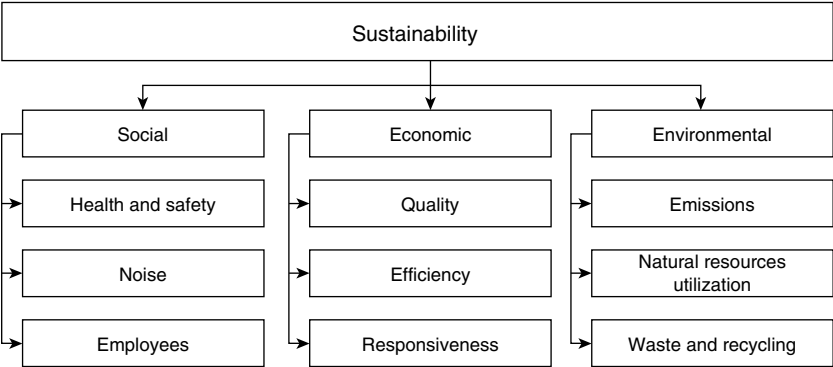 Sustainability
Social
Economic
Environmental
Health and safety
Quality
Emissions
Noise
Efficiency
Natural resources
utilization
Employees
Responsiveness
Waste and recycling